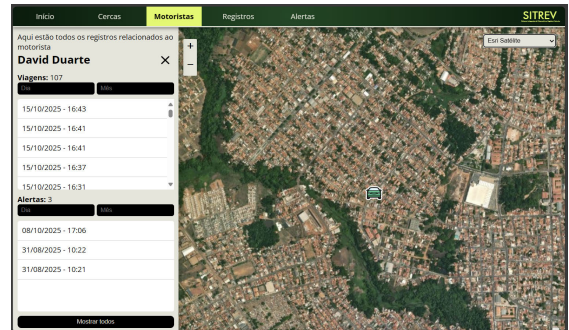 Início Cercas Motoristas Registros Alertas SITREV
Aqui estão todos os registros relacionados ao
motorista
David Duarte ×
Viagens: 107
Dia Mês
15/10/2025 - 16:43
15/10/2025 - 16:41
15/10/2025 - 16:41
15/10/2025 - 16:37
15/10/2025 - 16:31
Alertas: 3
Dia Mês
08/10/2025 - 17:06
31/08/2025 - 10:22
31/08/2025 - 10:21
Mostrar todos
+
−
Esri Satélite